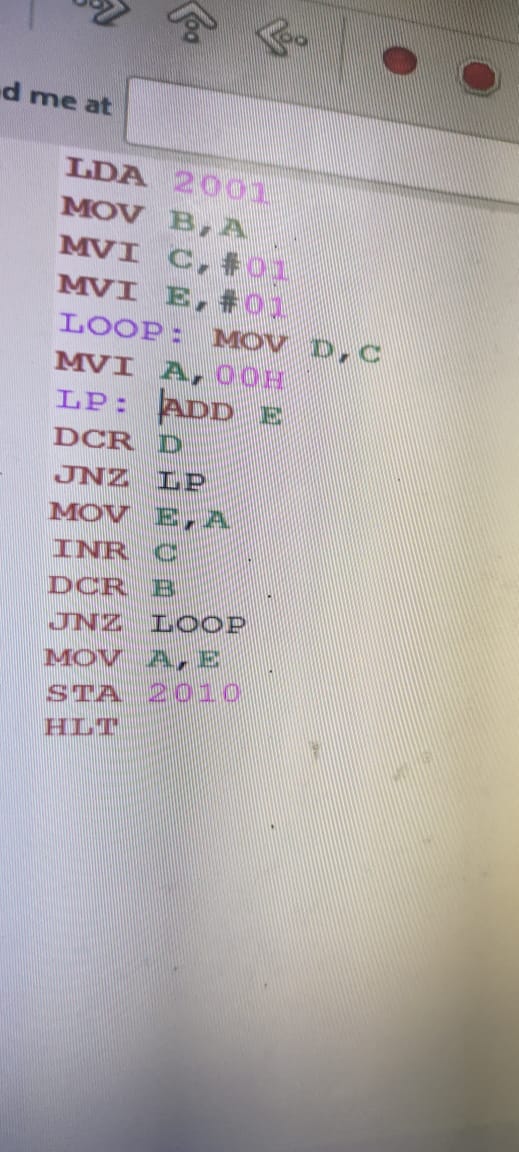 d me at
LDA 2001
MOV B,A
MVI C,#01
MVI E,#01
LOOP: MOV D,C
MVI A,00H
LP: ADD E
DCR D
JNZ LP
MOV E,A
INR C
DCR B
JNZ LOOP
MOV A,E
STA 2010
HLT